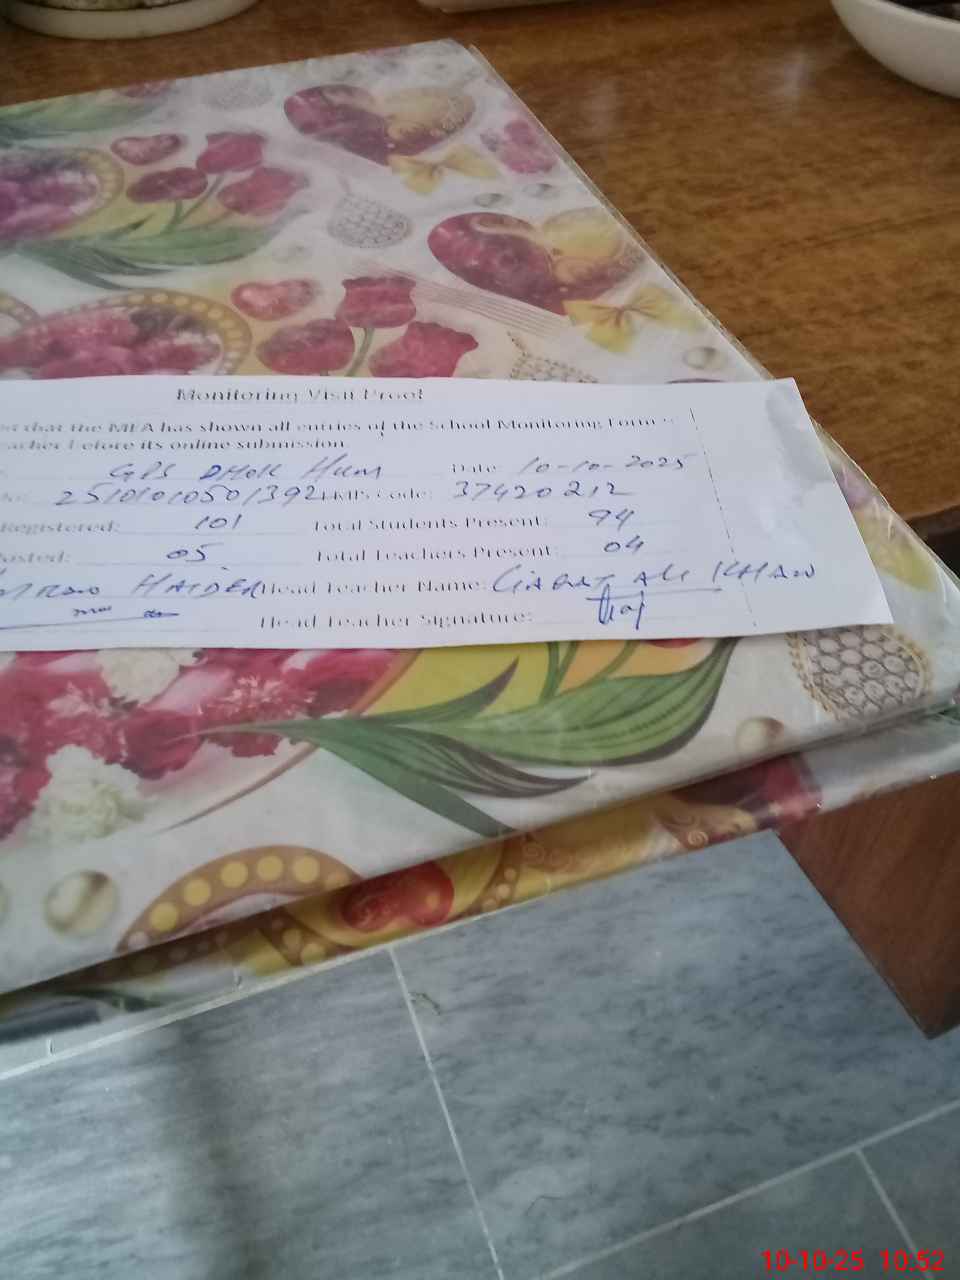 Monitoring Visit Proof
that the MEA has shown all entries of the School Monitoring Form
before its online submission.
GPS DHOK HUM Date: 10-10-2025
2510101050 1392 EMIS Code: 37420212
Registered: 101 Total Students Present: 94
05 Total Teachers Present: 04
HAIDER Head Teacher Name: LIAQAT ALI KHAN
Head Teacher Signature:
10-10-25 10:52